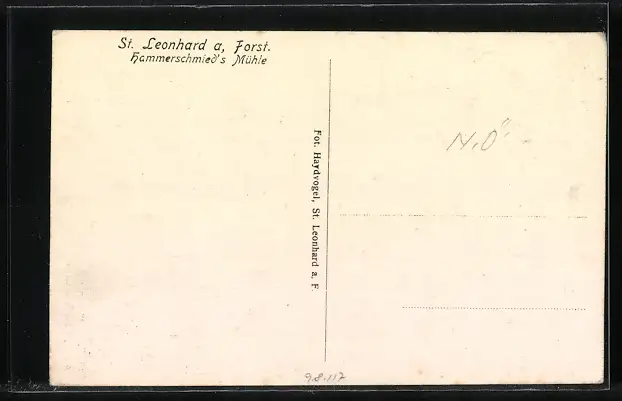 St. Leonhard a, Forst.
Hammerschmied's Mühle
Fot. Haydvogel, St. Leonhard a. F.
N.Ö.
9.8.117